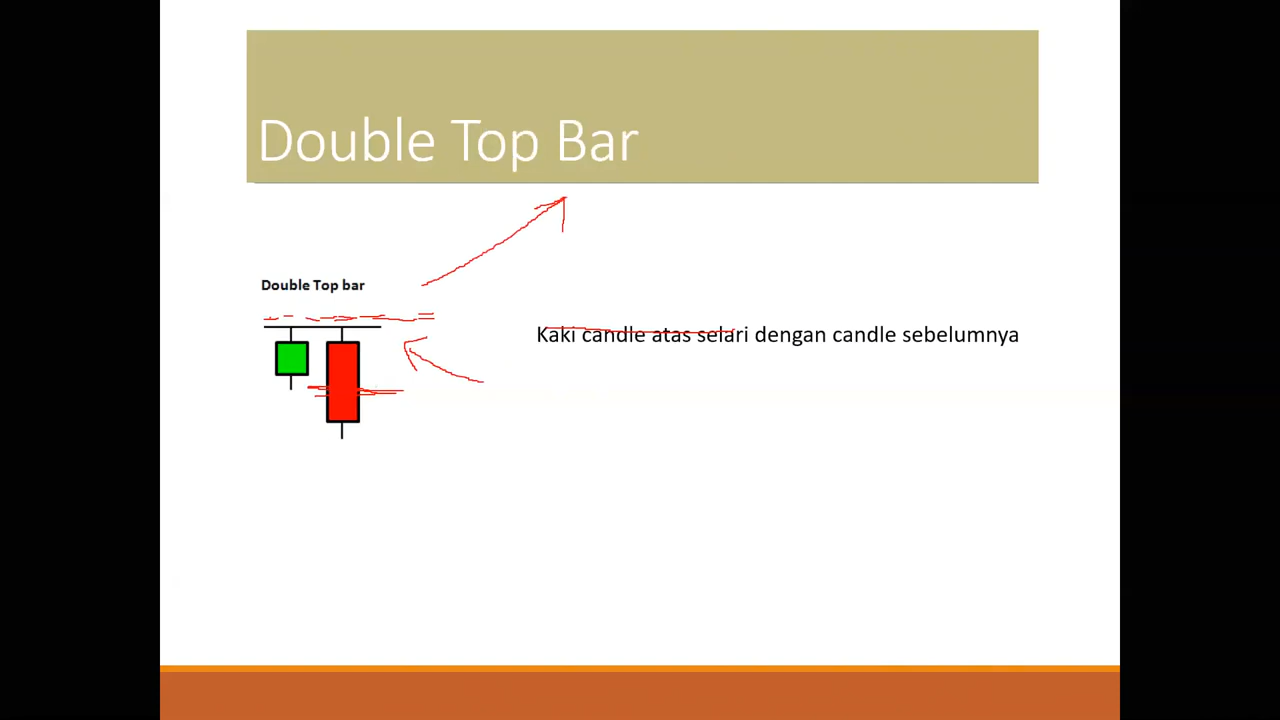 Double Top Bar
Double Top bar
Kaki candle atas selari dengan candle sebelumnya